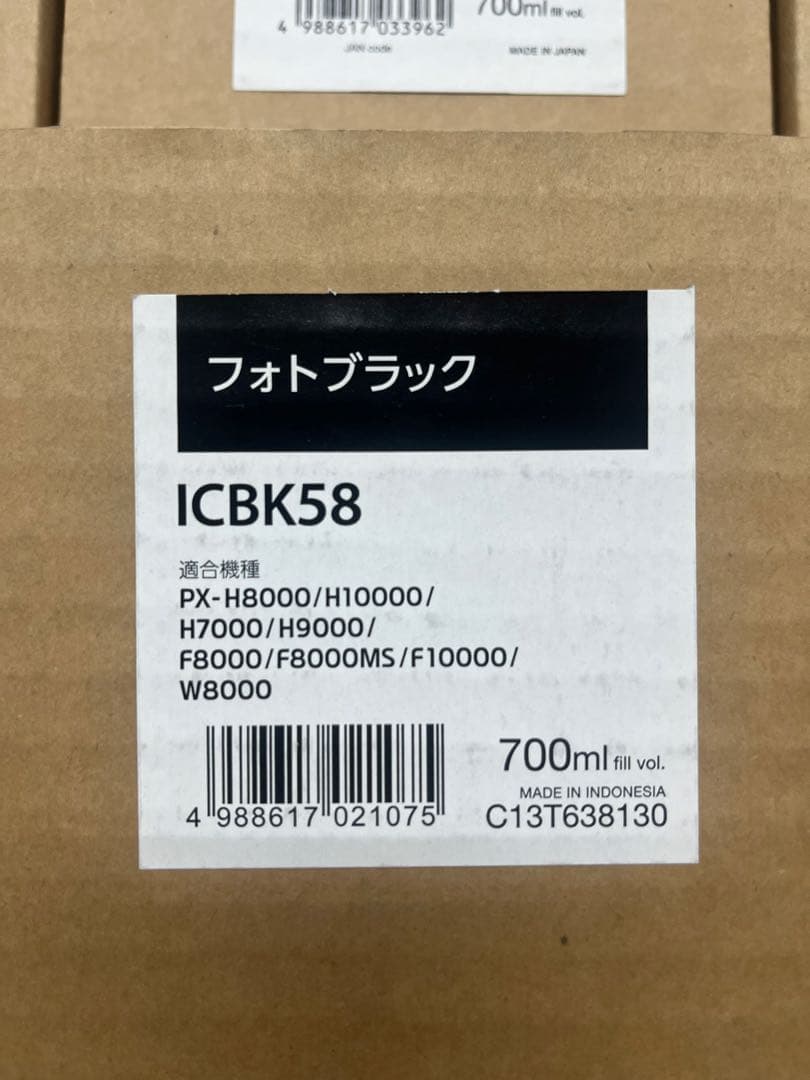 4 988617 033962
700ml fill vol.
JAN code
MADE IN JAPAN
フォトブラック
ICBK58
適合機種
PX-H8000/H10000/
H7000/H9000/
F8000/F8000MS/F10000/
W8000
4 988617 021075
700ml fill vol.
MADE IN INDONESIA
C13T638130